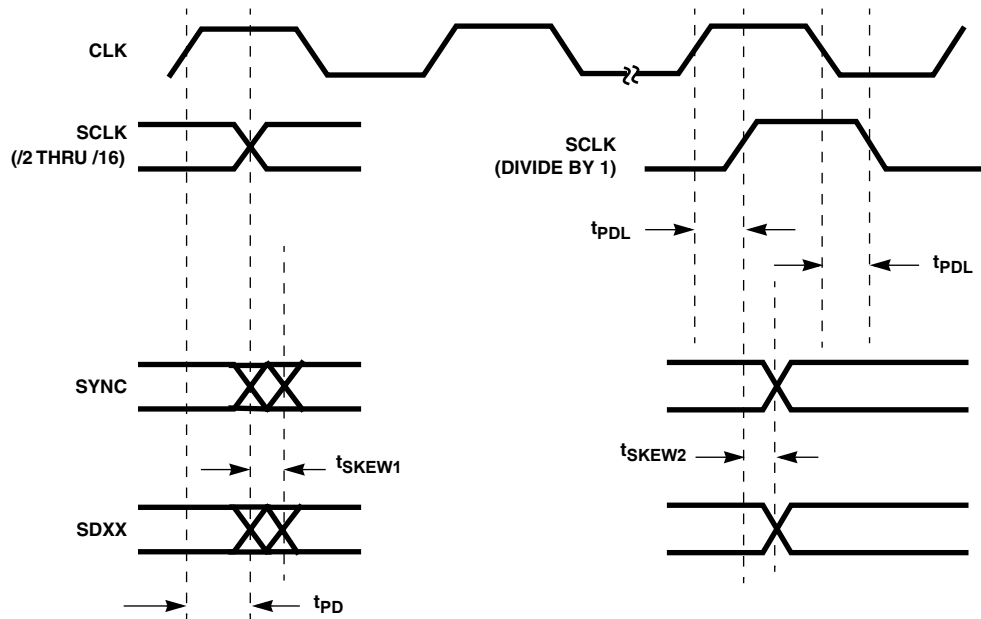 CLK
SCLK
(/2 THRU /16)
SCLK
(DIVIDE BY 1)
tPDL
tPDL
SYNC
tSKEW1
tSKEW2
SDXX
tPD